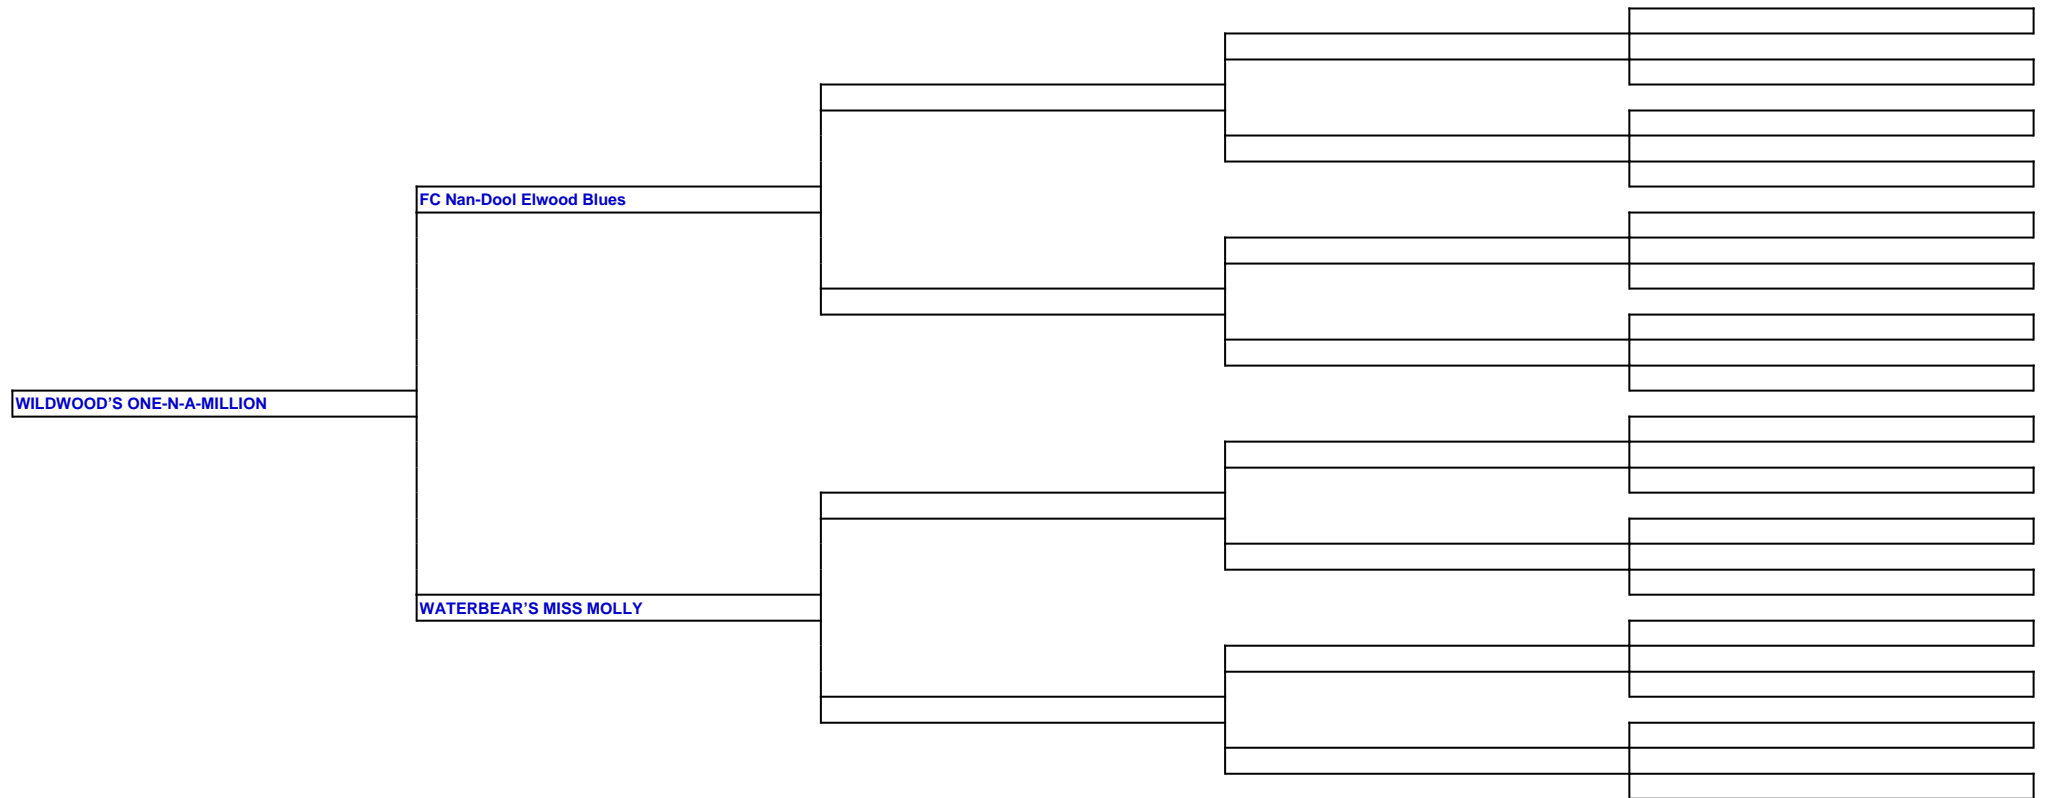 FC Nan-Dool Elwood Blues
WILDWOOD’S ONE-N-A-MILLION
WATERBEAR’S MISS MOLLY